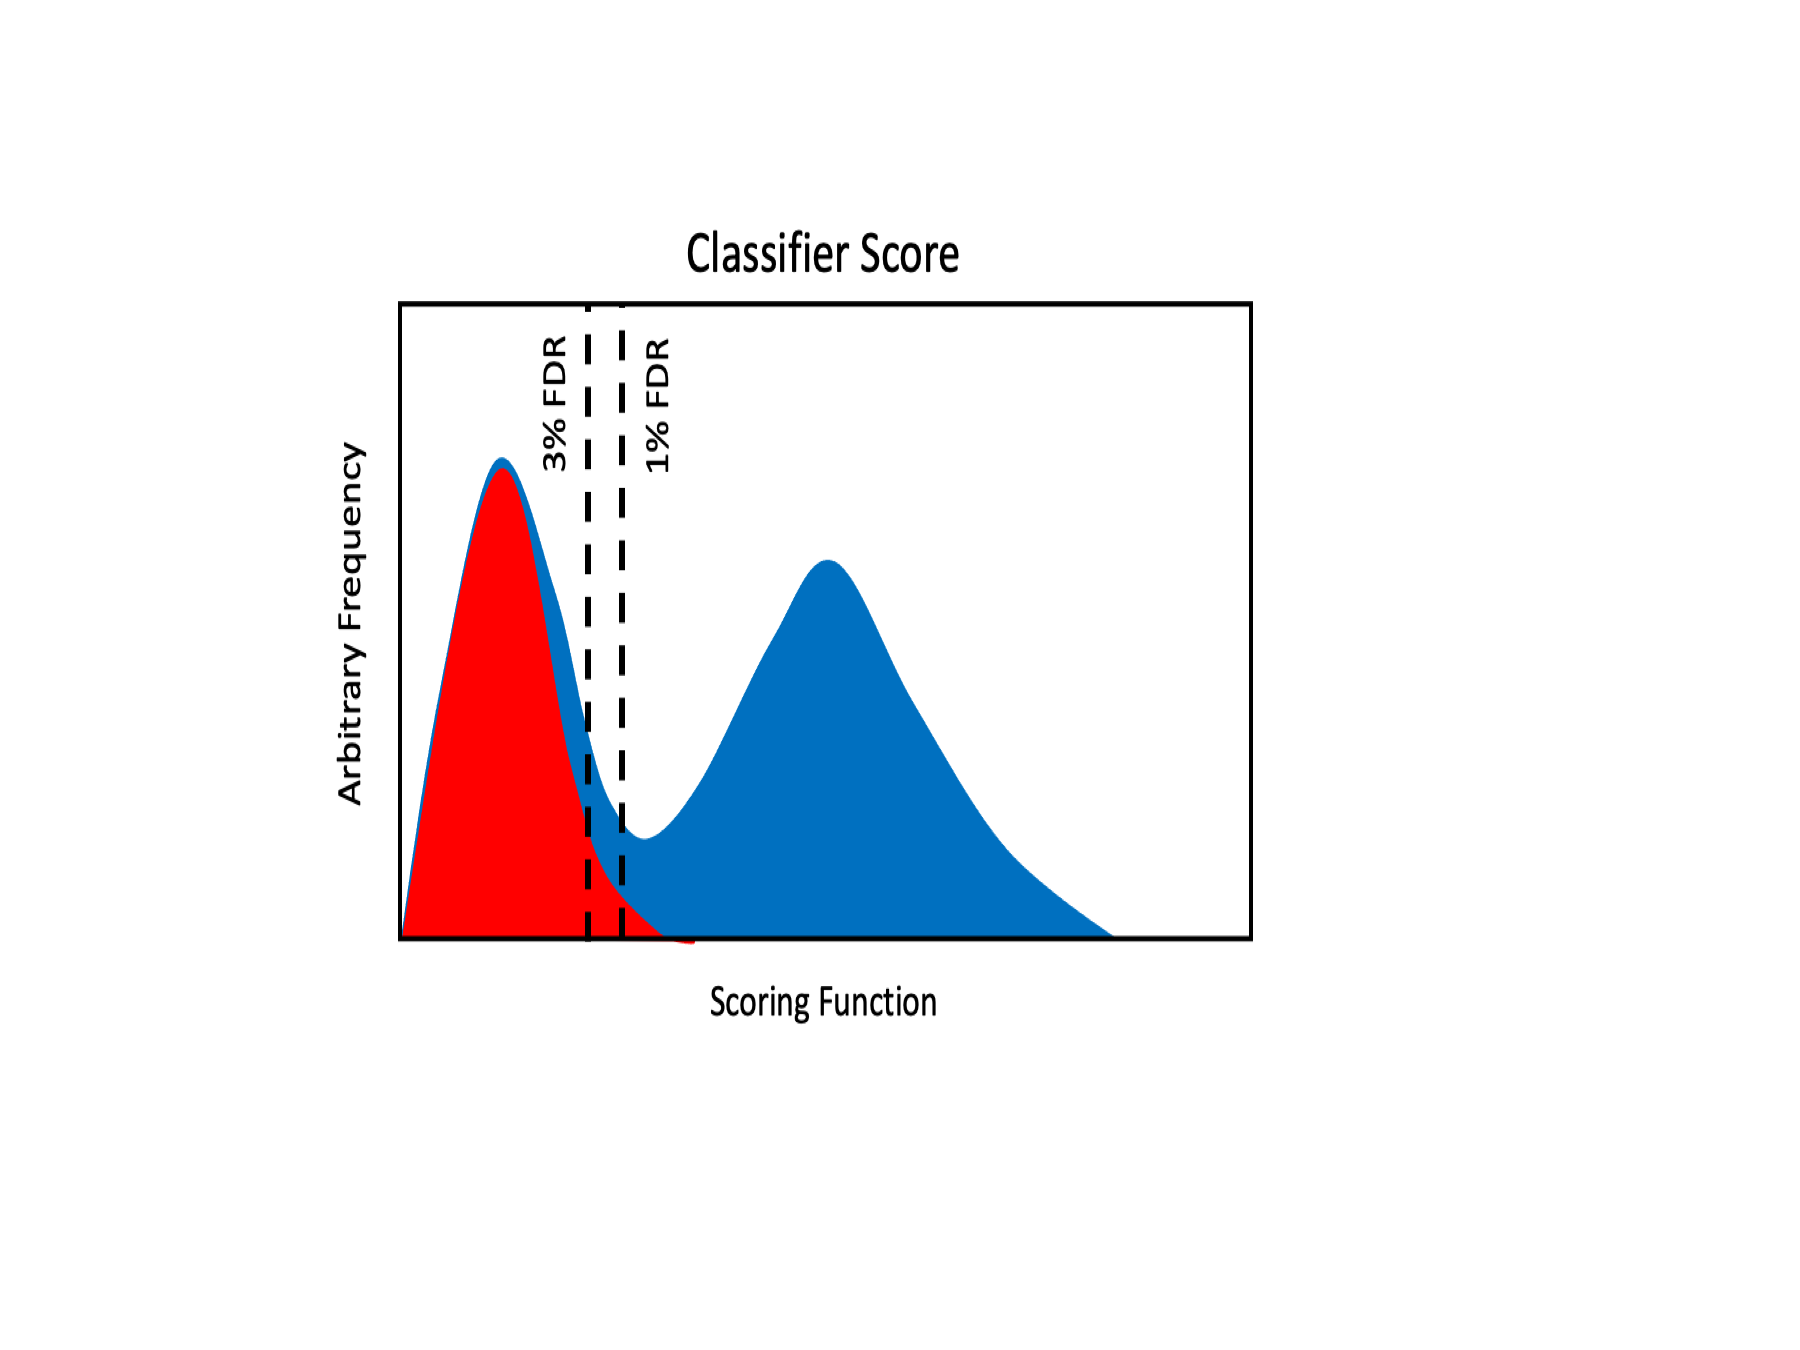 Classifier Score
3% FDR
1% FDR
Arbitrary Frequency
Scoring Function